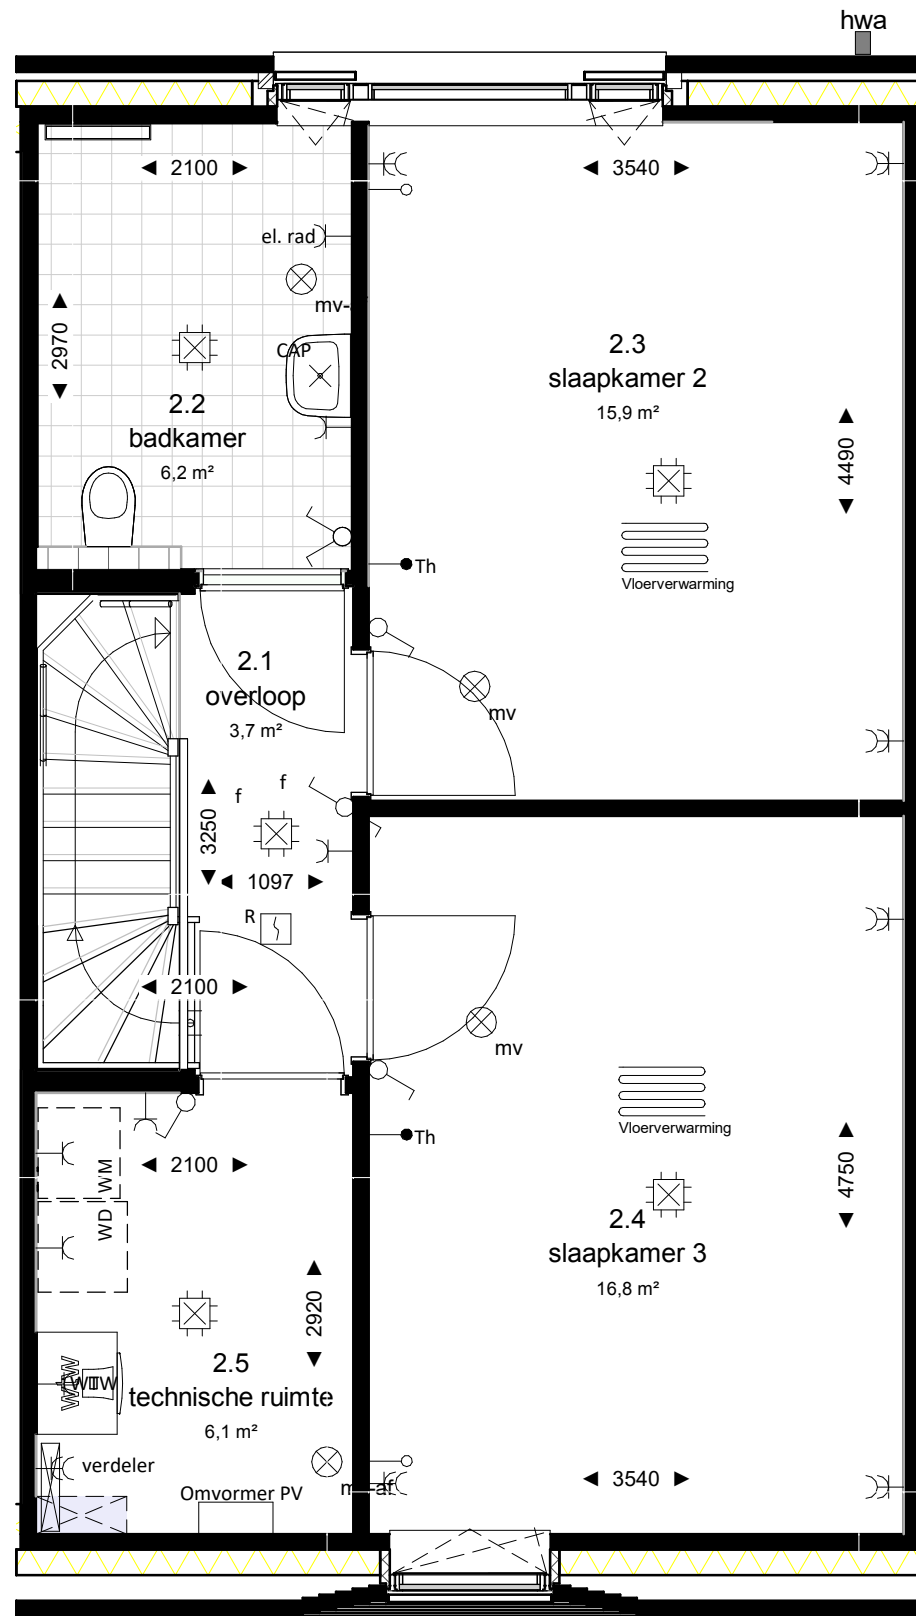 hwa
2100
3540
el. rad
mv-
2970
CAP
2.2
badkamer
6,2 m²
2.3
slaapkamer 2
15,9 m²
4490
Vloerverwarming
Th
2.1
overloop
3,7 m²
mv
f
f
3250
1097
R
2100
mv
Vloerverwarming
Th
2100
WM
WD
4750
2.4
slaapkamer 3
16,8 m²
2920
2.5
technische ruimte
6,1 m²
WTW
verdeler
Omvormer PV
3540